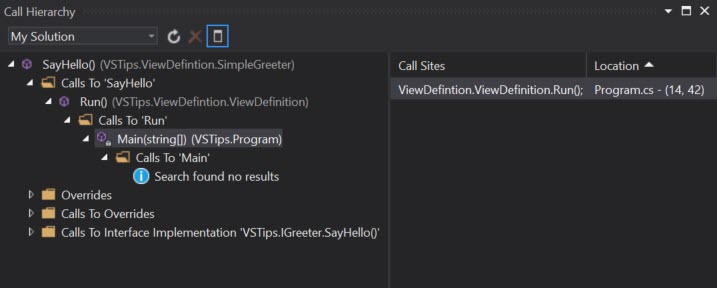 Call Hierarchy
My Solution
SayHello() (VSTips.ViewDefintion.SimpleGreeter)
Calls To 'SayHello'
Run() (VSTips.ViewDefintion.ViewDefinition)
Calls To 'Run'
Main(string[]) (VSTips.Program)
Calls To 'Main'
Search found no results
Overrides
Calls To Overrides
Calls To Interface Implementation 'VSTips.IGreeter.SayHello()'
Call Sites Location
ViewDefintion.ViewDefinition.Run(); Program.cs - (14, 42)